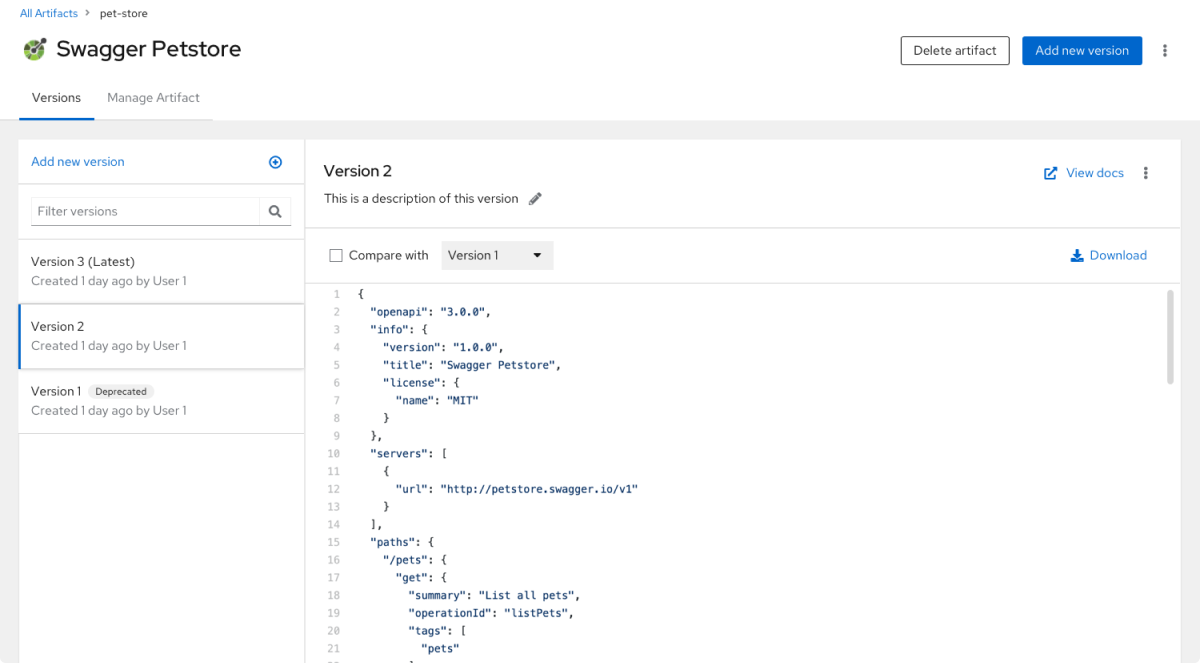 All Artifacts > pet-store
Swagger Petstore
Delete artifact
Add new version
Versions
Manage Artifact
Add new version
Filter versions
Version 3 (Latest)
Created 1 day ago by User 1
Version 2
Created 1 day ago by User 1
Version 1 Deprecated
Created 1 day ago by User 1
Version 2
View docs
This is a description of this version
Compare with
Version 1
Download
1 {
2 "openapi": "3.0.0",
3 "info": {
4 "version": "1.0.0",
5 "title": "Swagger Petstore",
6 "license": {
7 "name": "MIT"
8 }
9 },
10 "servers": [
11 {
12 "url": "http://petstore.swagger.io/v1"
13 }
14 ],
15 "paths": {
16 "/pets": {
17 "get": {
18 "summary": "List all pets",
19 "operationId": "listPets",
20 "tags": [
21 "pets"